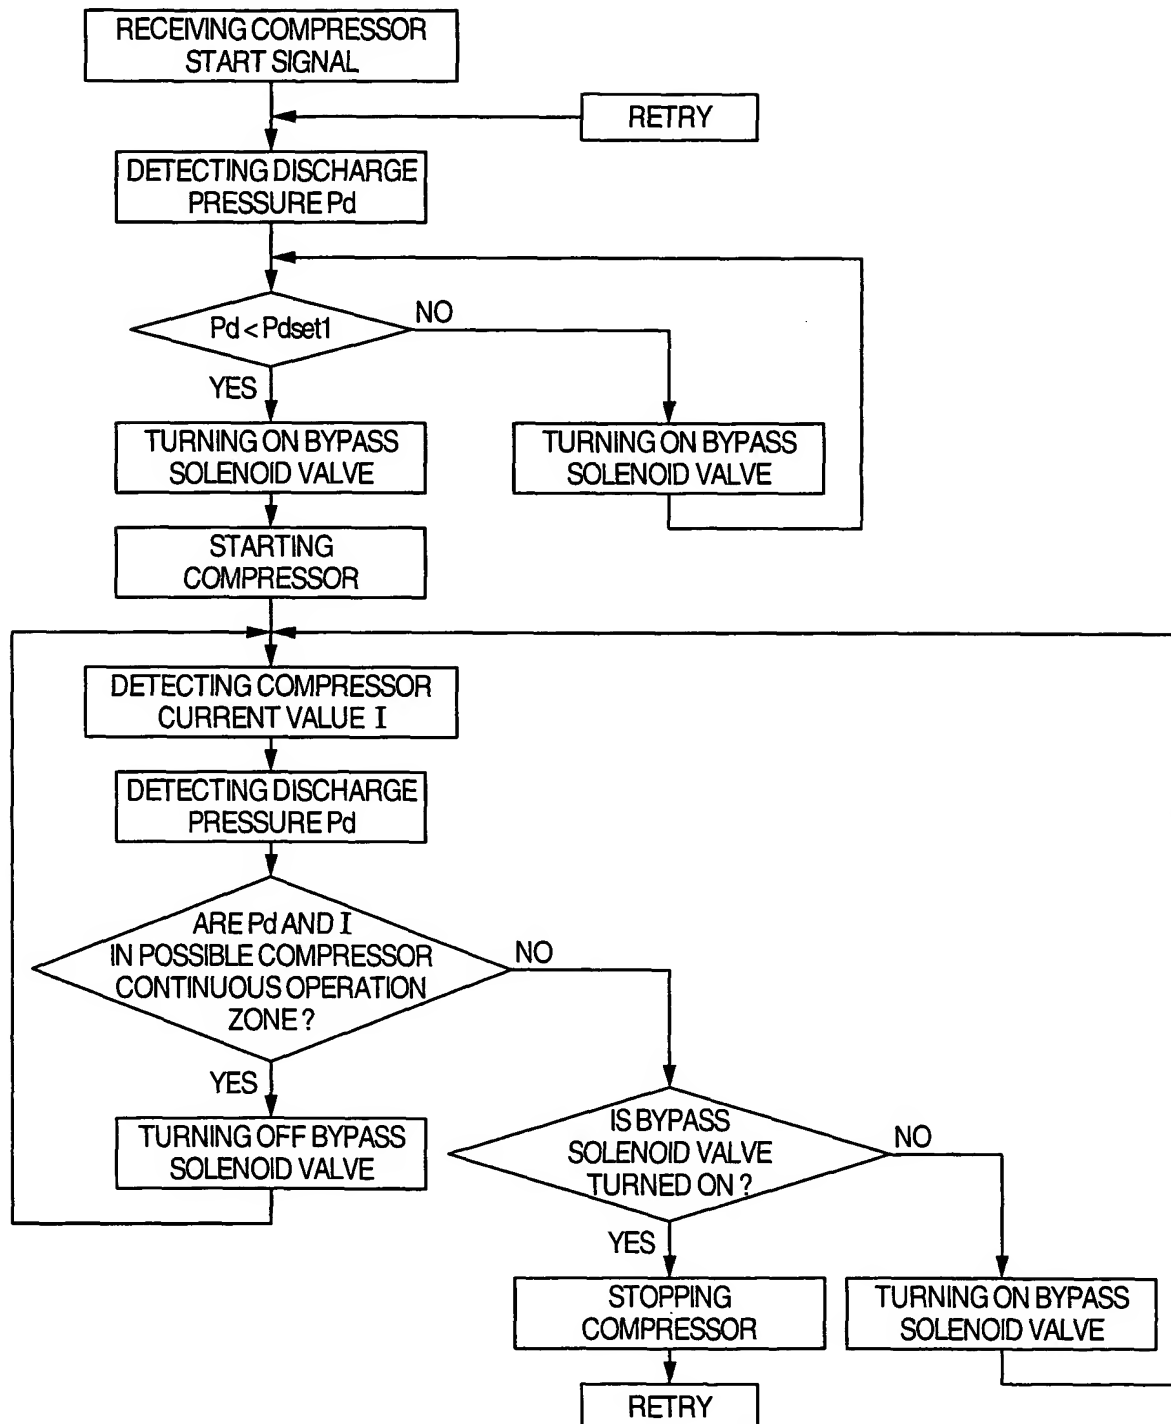 RECEIVING COMPRESSOR
START SIGNAL
RETRY
DETECTING DISCHARGE
PRESSURE Pd
Pd < Pdset1
NO
YES
TURNING ON BYPASS
SOLENOID VALVE
TURNING ON BYPASS
SOLENOID VALVE
STARTING
COMPRESSOR
DETECTING COMPRESSOR
CURRENT VALUE I
DETECTING DISCHARGE
PRESSURE Pd
ARE Pd AND I
IN POSSIBLE COMPRESSOR
CONTINUOUS OPERATION
ZONE ?
NO
YES
TURNING OFF BYPASS
SOLENOID VALVE
IS BYPASS
SOLENOID VALVE
TURNED ON ?
NO
YES
STOPPING
COMPRESSOR
TURNING ON BYPASS
SOLENOID VALVE
RETRY